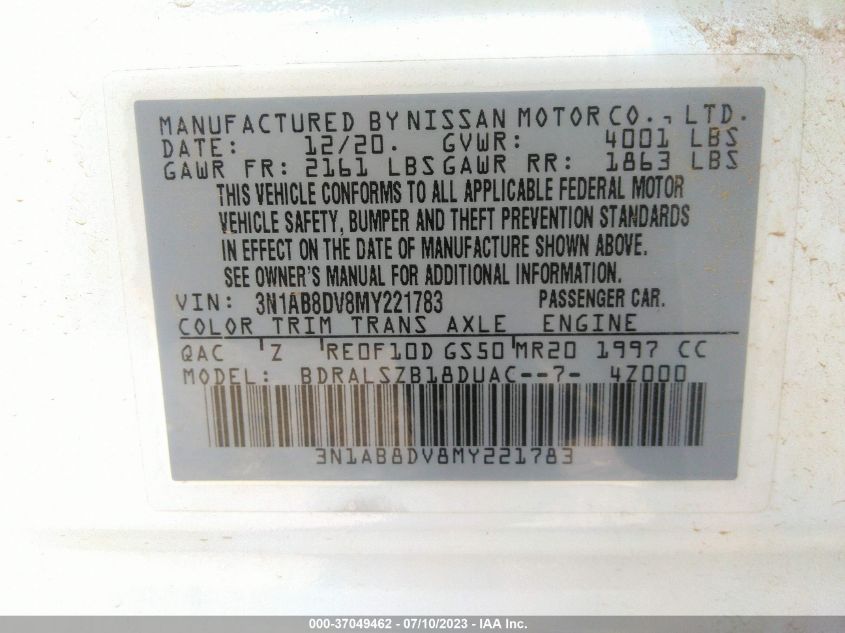 MANUFACTURED BY NISSAN MOTOR CO., LTD.
DATE: 12/20. GVWR: 4001 LBS
GAWR FR: 2161 LBS GAWR RR: 1863 LBS
THIS VEHICLE CONFORMS TO ALL APPLICABLE FEDERAL MOTOR
VEHICLE SAFETY, BUMPER AND THEFT PREVENTION STANDARDS
IN EFFECT ON THE DATE OF MANUFACTURE SHOWN ABOVE.
SEE OWNER'S MANUAL FOR ADDITIONAL INFORMATION.
VIN: 3N1AB8DV8MY221783 PASSENGER CAR.
COLOR TRIM TRANS AXLE ENGINE
QAC 'Z 'RE0F10D GS50 'MR20 1997 CC
MODEL: BDRALSZB18DUAC--7- 4Z000
3N1AB8DV8MY221783
000-37049462 - 07/10/2023 - IAA Inc.